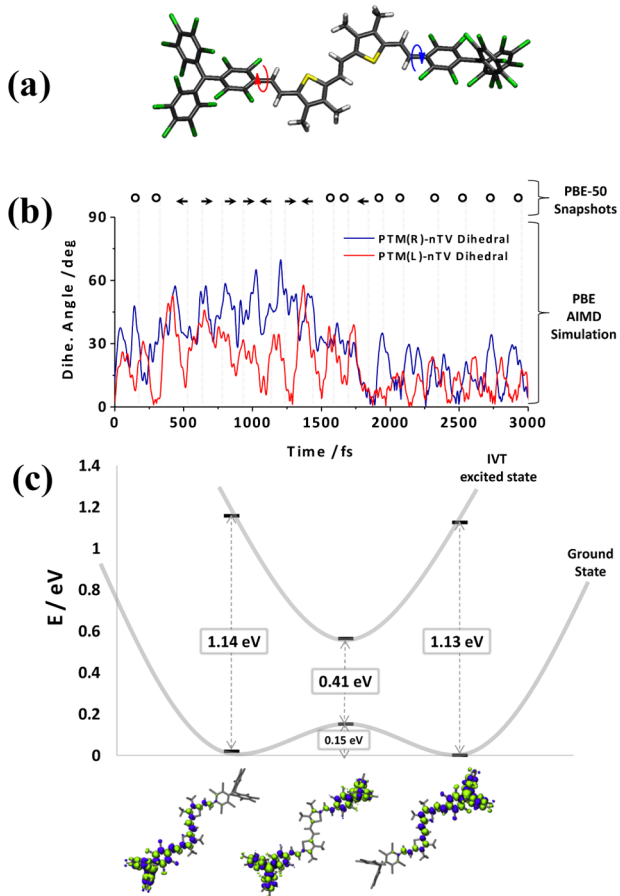 (a)
(b)
PBE-50
Snapshots
90
60
30
0
Dihe. Angle /deg
PTM(R)-nTV Dihedral
PTM(L)-nTV Dihedral
PBE
AIMD
Simulation
0
500
1000
1500
2000
2500
3000
Time /fs
(c)
IVT
excited state
Ground
State
E / eV
1.4
1.2
1
0.8
0.6
0.4
0.2
0
1.14 eV
0.41 eV
1.13 eV
0.15 eV